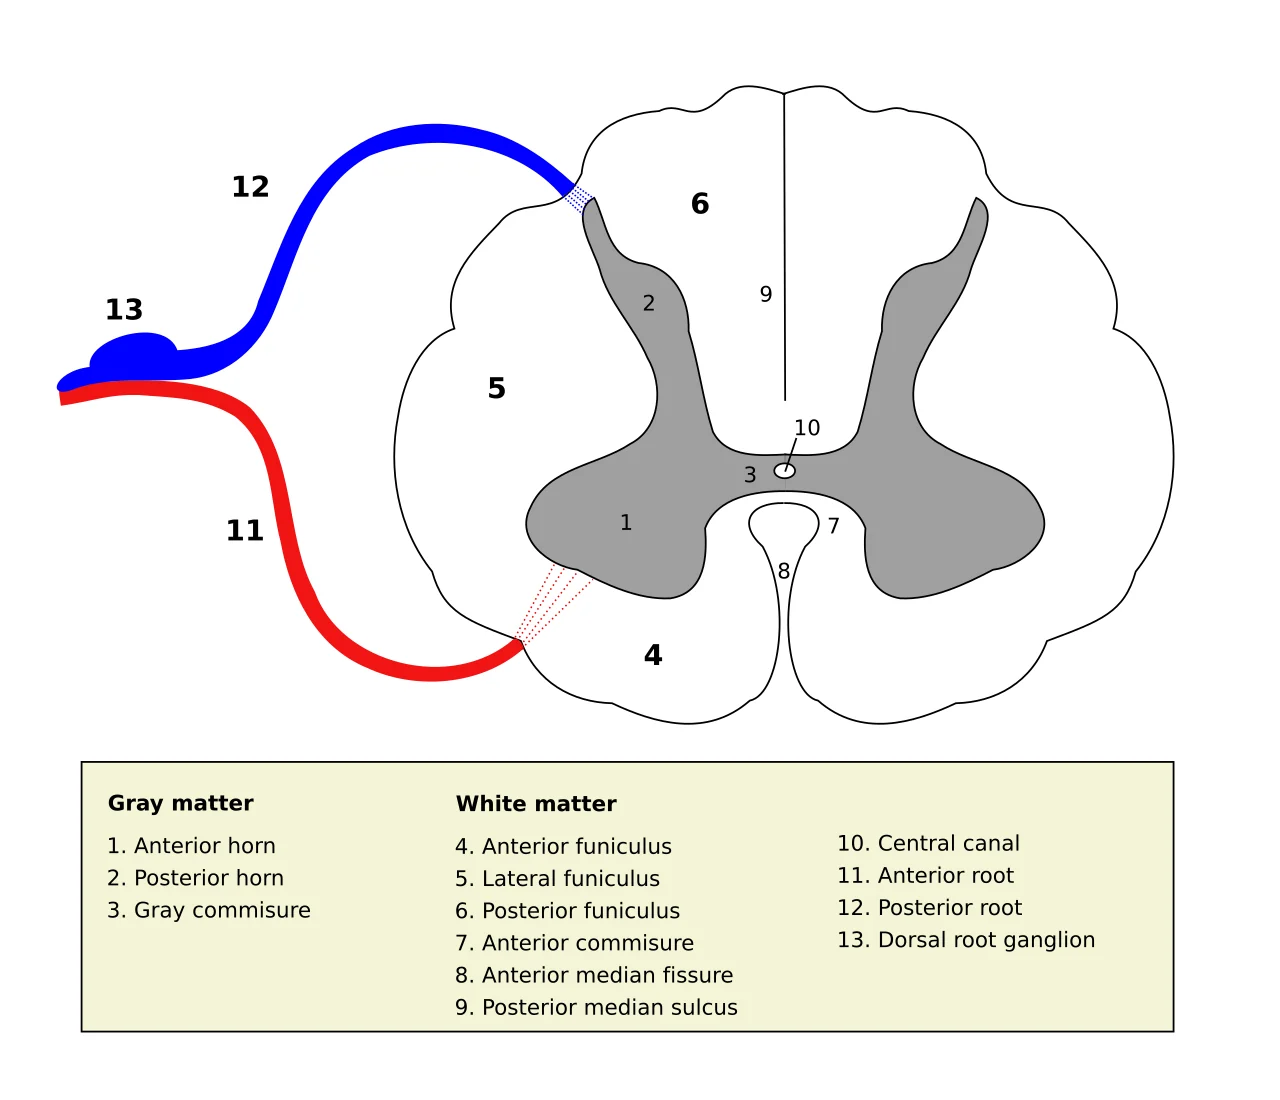 12
6
9
2
13
5
10
3
1
7
11
8
4
Gray matter
1. Anterior horn
2. Posterior horn
3. Gray commisure
White matter
4. Anterior funiculus
5. Lateral funiculus
6. Posterior funiculus
7. Anterior commisure
8. Anterior median fissure
9. Posterior median sulcus
10. Central canal
11. Anterior root
12. Posterior root
13. Dorsal root ganglion